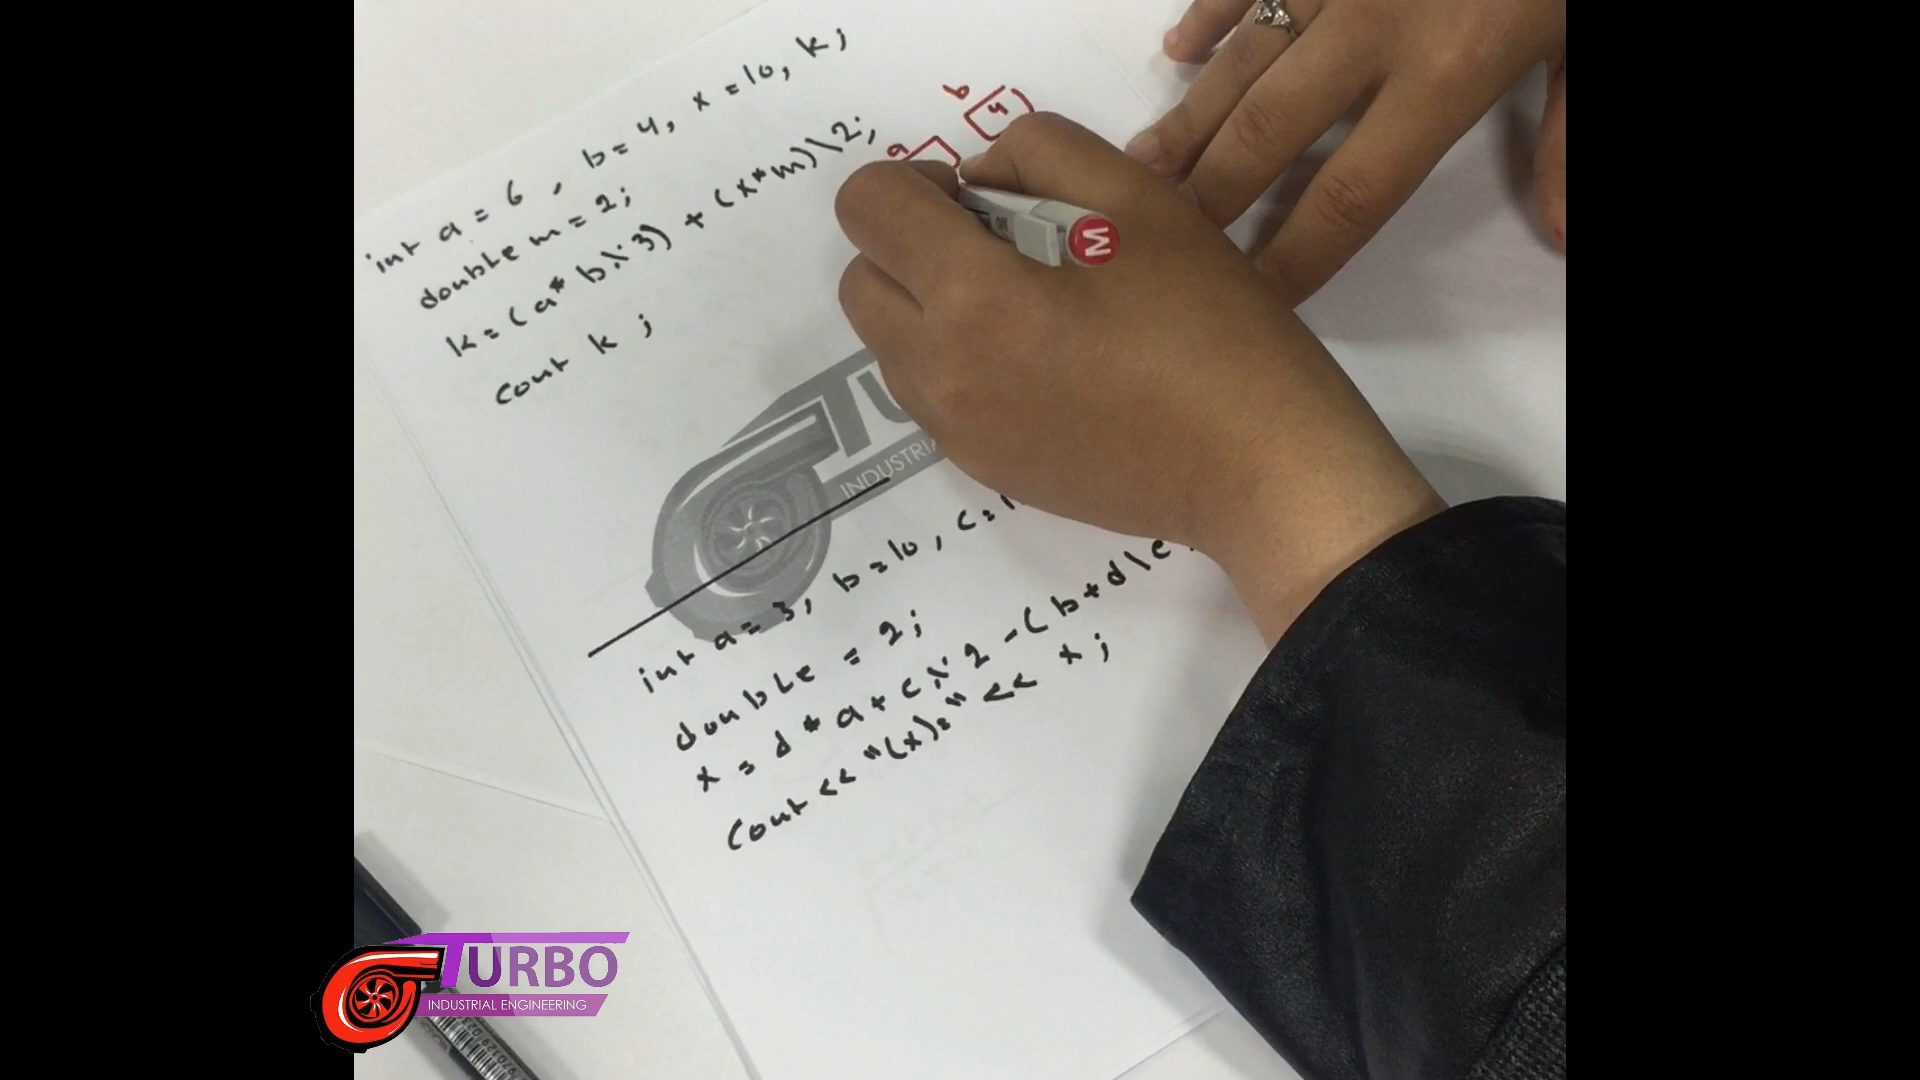 int a = 6 , b = 4 , x = 10 , k ;
double m = 2 ;
k = ( a * b % 3 ) + ( x * m ) \ 2 ;
cout k ;
a
b
4
M
INDUSTRIA
int a = 3 , b = 10 , c =
double = 2 ;
x = d * a + c % 2 - ( b + d \ e
Cout << " (x) = " << x ;
TURBO
INDUSTRIAL ENGINEERING